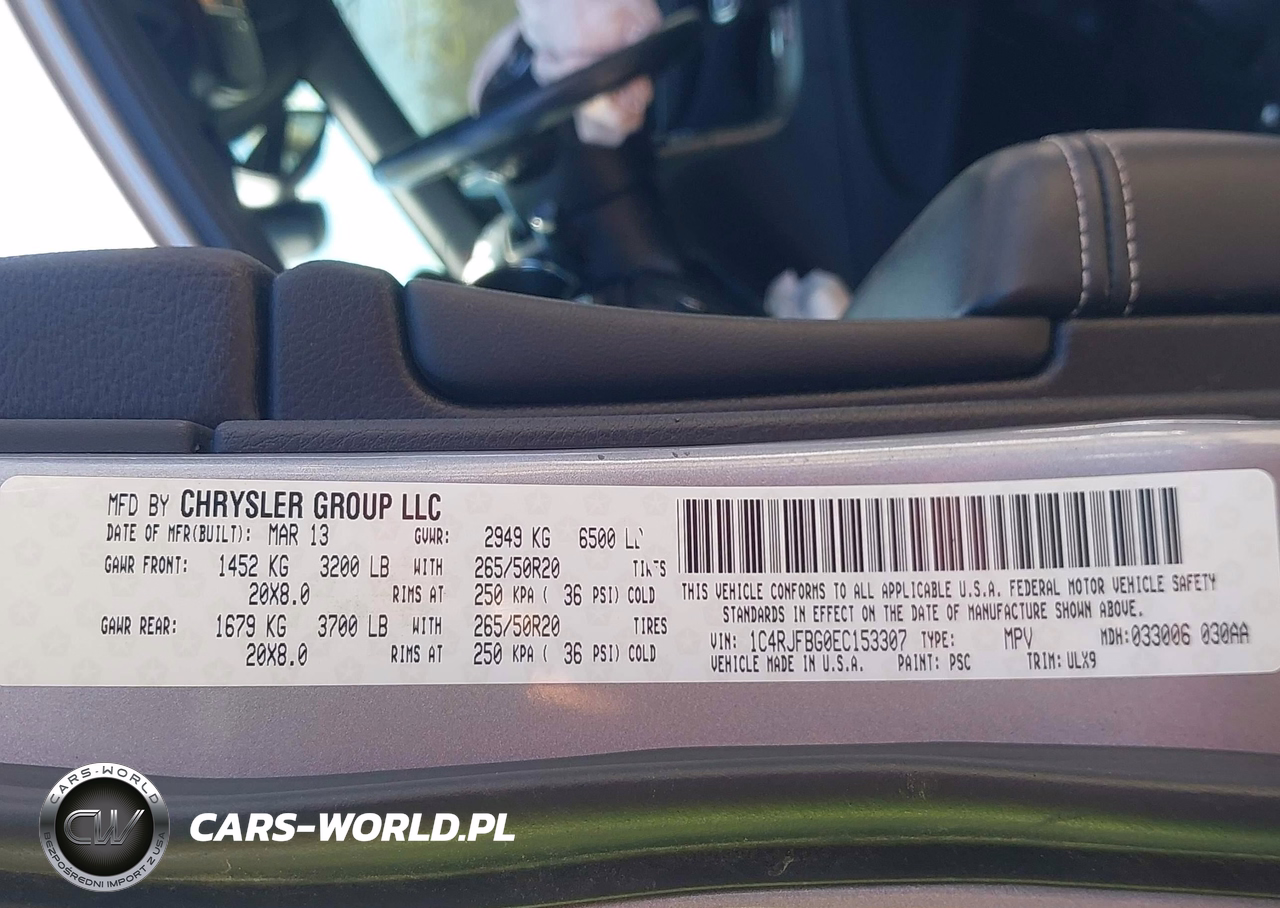 MFD BY CHRYSLER GROUP LLC
DATE OF MFR(BUILT): MAR 13 GVWR: 2949 KG 6500 LB
GAWR FRONT: 1452 KG 3200 LB WITH 265/50R20 TIRES
20X8.0 RIMS AT 250 KPA ( 36 PSI) COLD
GAWR REAR: 1679 KG 3700 LB WITH 265/50R20 TIRES
20X8.0 RIMS AT 250 KPA ( 36 PSI) COLD
THIS VEHICLE CONFORMS TO ALL APPLICABLE U.S.A. FEDERAL MOTOR VEHICLE SAFETY
STANDARDS IN EFFECT ON THE DATE OF MANUFACTURE SHOWN ABOVE.
VIN: 1C4RJFBG0EC153307 TYPE: MPV MDH:033006 030AA
VEHICLE MADE IN U.S.A. PAINT: PSC TRIM: ULX9
CARS-WORLD
CW
BEZPOŚREDNI IMPORT Z USA
CARS-WORLD.PL